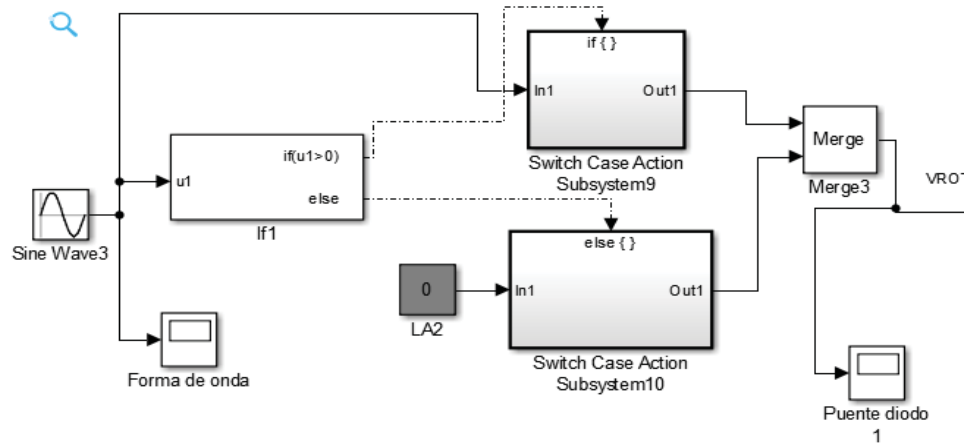 if { }
In1
Out1
Switch Case Action
Subsystem9
if(u1>0)
u1
else
If1
Merge
Merge3
Sine Wave3
else { }
0
In1
Out1
LA2
Switch Case Action
Subsystem10
Forma de onda
Puente diodo
1